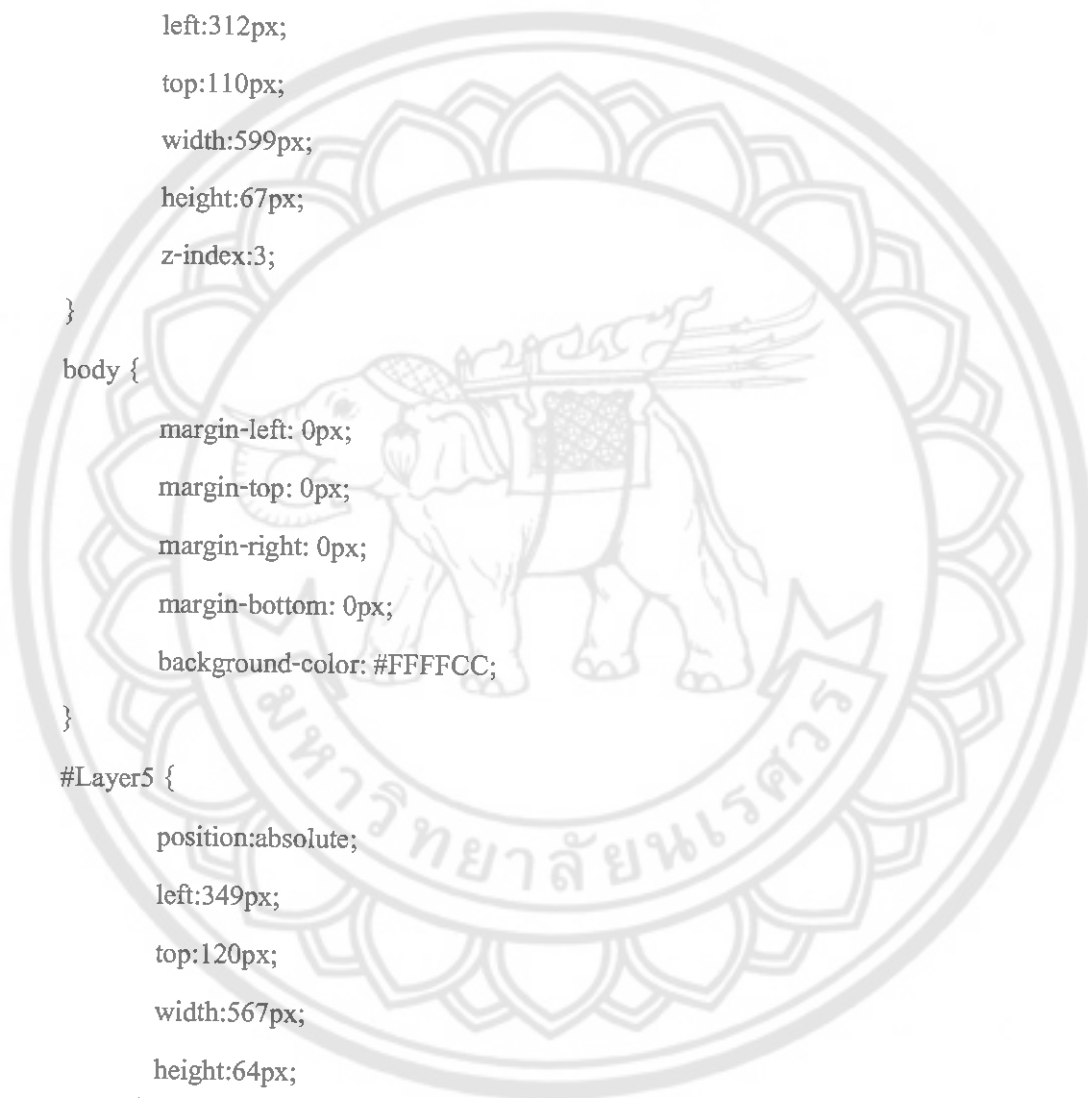 left:312px;
top:110px;
width:599px;
height:67px;
z-index:3;
}
body {
margin-left: 0px;
margin-top: 0px;
margin-right: 0px;
margin-bottom: 0px;
background-color: #FFFFCC;
}
#Layer5 {
position:absolute;
left:349px;
top:120px;
width:567px;
height:64px;
มหาวิทยาลัยนเรศวร